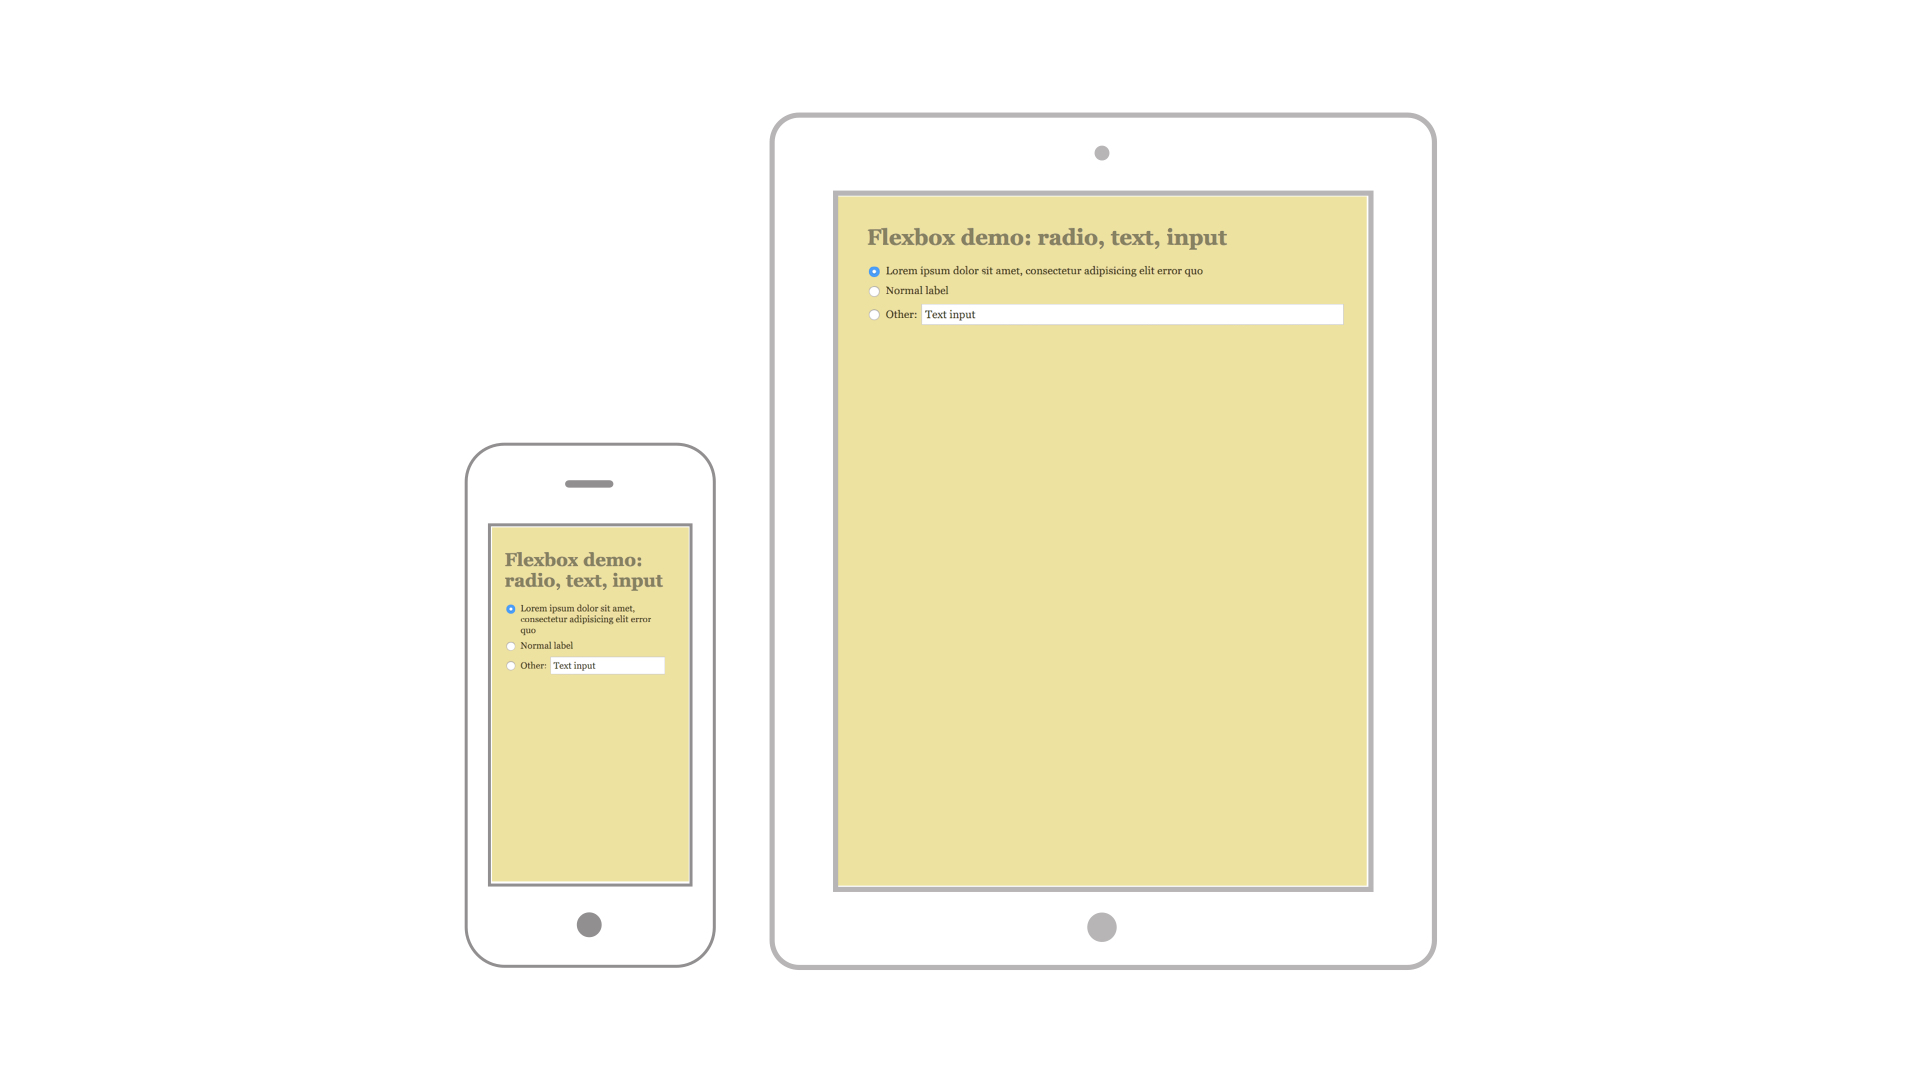 Flexbox demo:
radio, text, input
Lorem ipsum dolor sit amet,
consectetur adipisicing elit error
quo
Normal label
Other: Text input
Flexbox demo: radio, text, input
Lorem ipsum dolor sit amet, consectetur adipisicing elit error quo
Normal label
Other: Text input